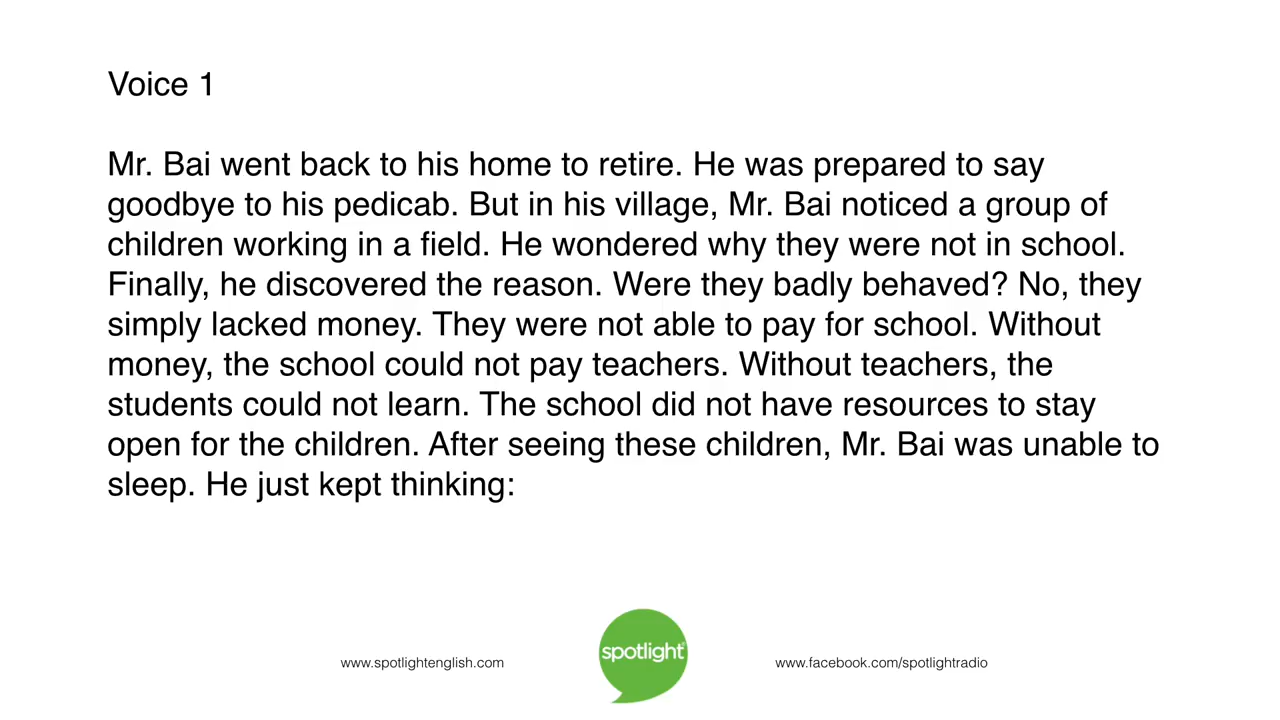 Voice 1
Mr. Bai went back to his home to retire. He was prepared to say
goodbye to his pedicab. But in his village, Mr. Bai noticed a group of
children working in a field. He wondered why they were not in school.
Finally, he discovered the reason. Were they badly behaved? No, they
simply lacked money. They were not able to pay for school. Without
money, the school could not pay teachers. Without teachers, the
students could not learn. The school did not have resources to stay
open for the children. After seeing these children, Mr. Bai was unable to
sleep. He just kept thinking:
www.spotlightenglish.com
spotlight
www.facebook.com/spotlightradio